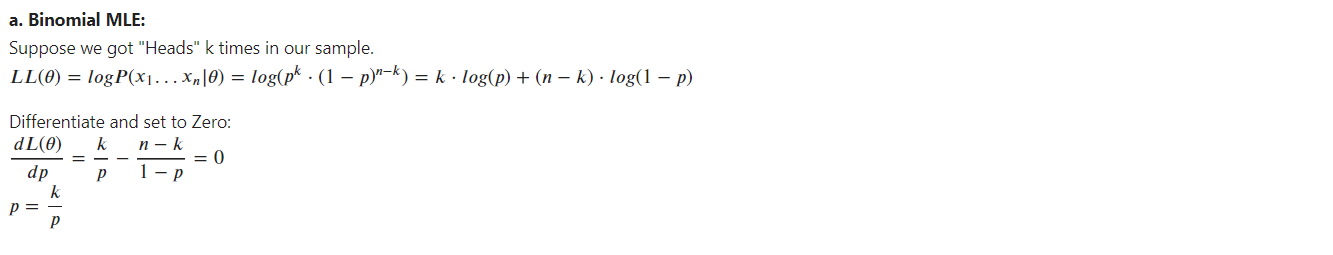 a. Binomial MLE:
Suppose we got "Heads" k times in our sample.
LL(θ) = logP(x₁...xₙ|θ) = log(pᵏ · (1 − p)ⁿ⁻ᵏ) = k · log(p) + (n − k) · log(1 − p)
Differentiate and set to Zero:
dL(θ)/dp = k/p − (n − k)/(1 − p) = 0
p = k/p